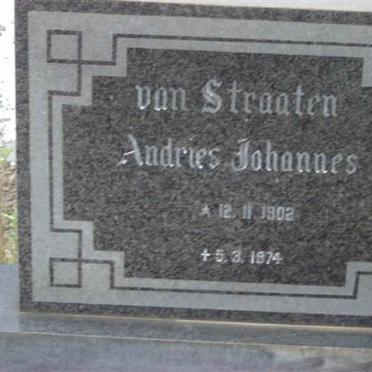 van Straaten
Andries Johannes
* 12.11.1902
+ 5.3.1974